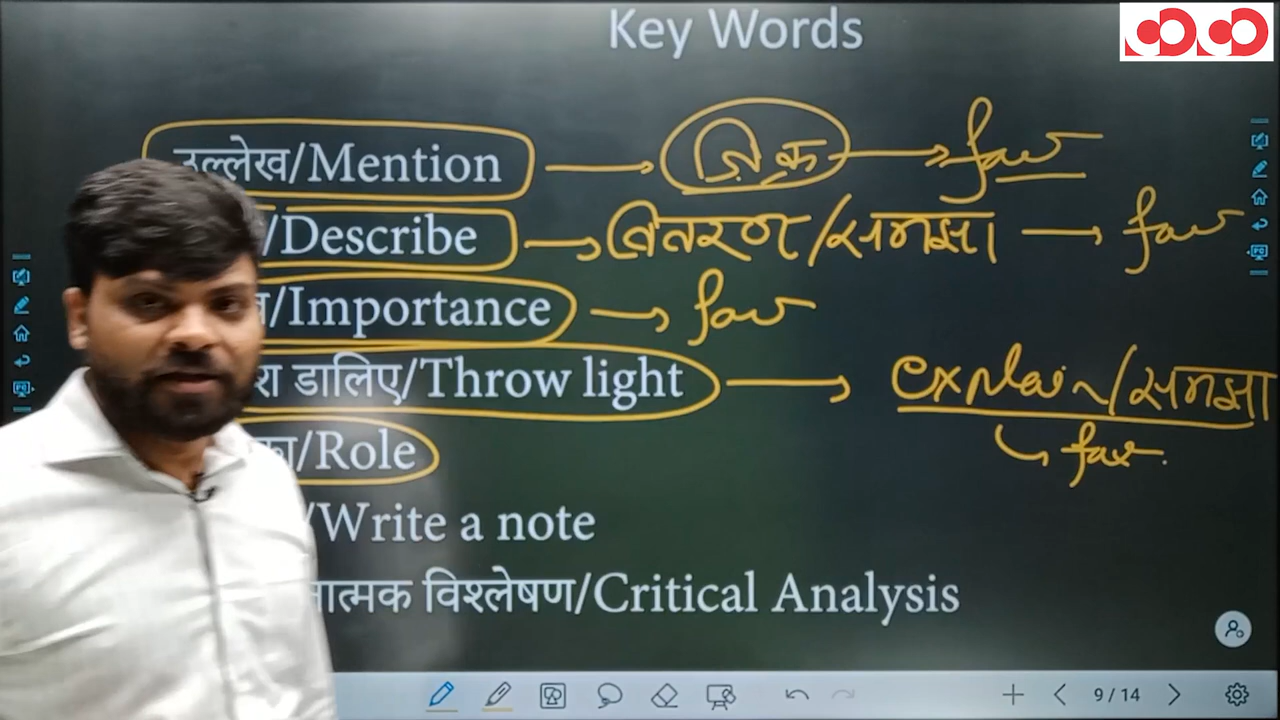 Key Words
उल्लेख/Mention → ज़िक्र → fav
/Describe → विवरण/समझा → fav
/Importance → fav
श डालिए/Throw light → explain/समझा
→ fav.
/Role
/Write a note
नात्मक विश्लेषण/Critical Analysis
9/14